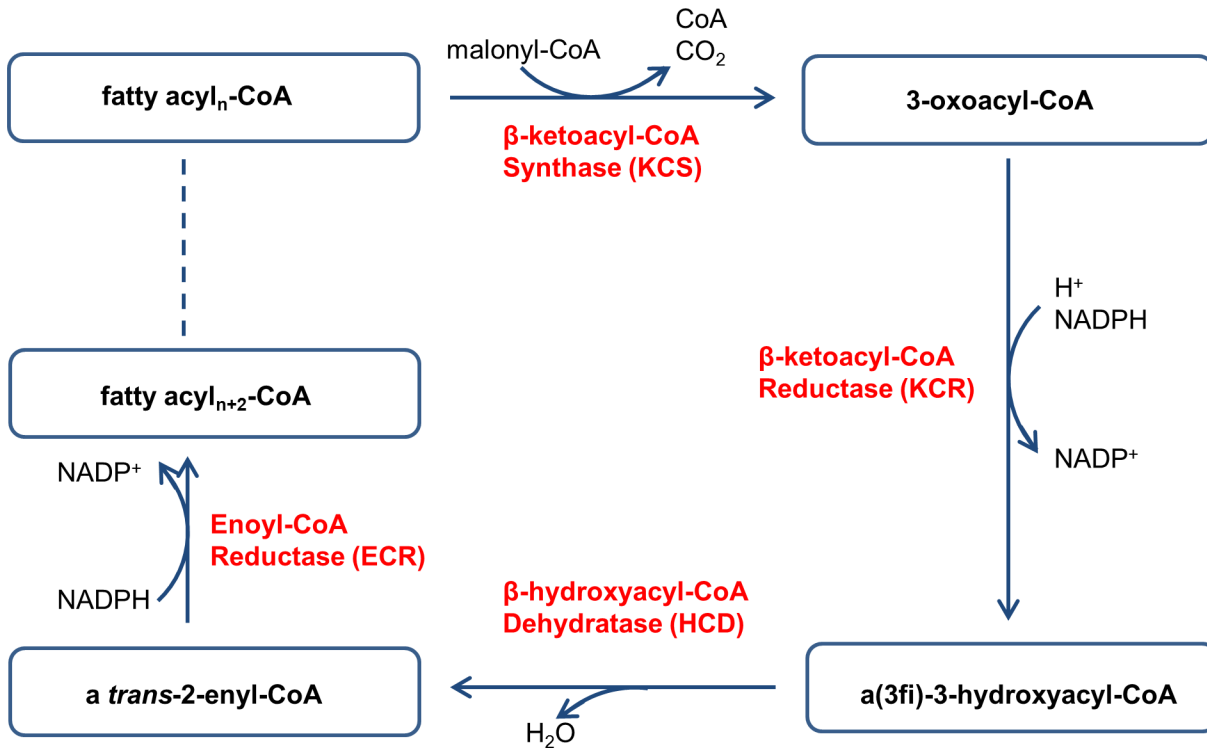 malonyl-CoA
CoA
CO₂
fatty acylₙ-CoA
3-oxoacyl-CoA
β-ketoacyl-CoA
Synthase (KCS)
H⁺
NADPH
β-ketoacyl-CoA
Reductase (KCR)
NADP⁺
fatty acylₙ₊₂-CoA
NADP⁺
Enoyl-CoA
Reductase (ECR)
NADPH
β-hydroxyacyl-CoA
Dehydratase (HCD)
a trans-2-enyl-CoA
a(3fi)-3-hydroxyacyl-CoA
H₂O